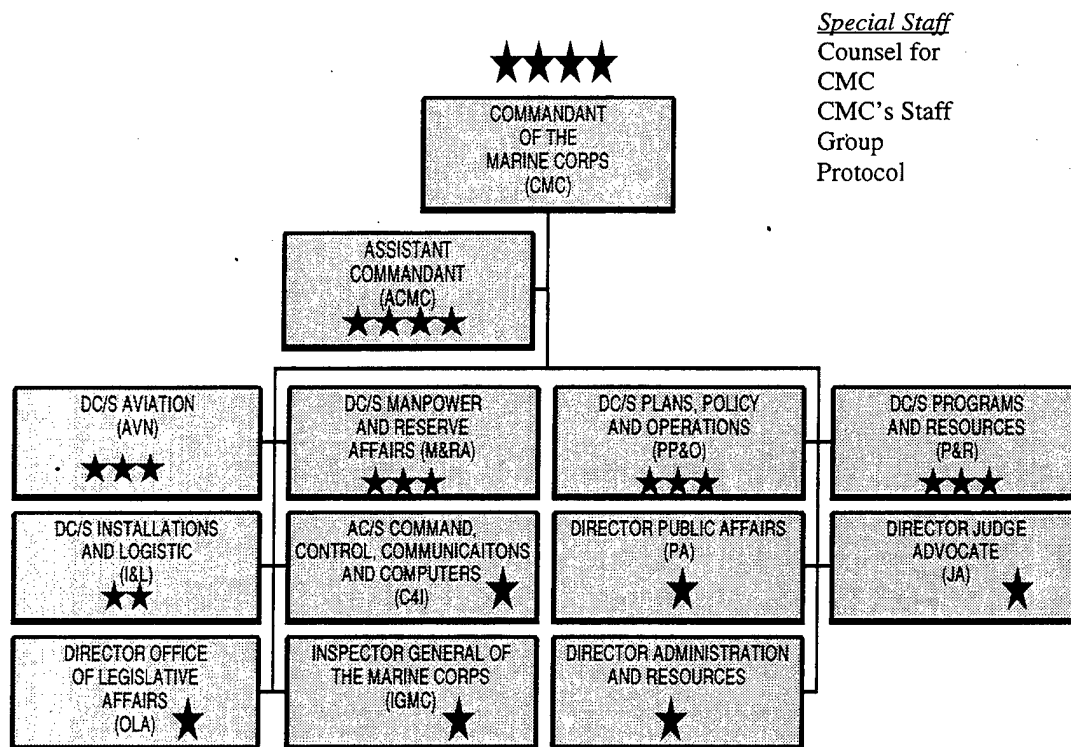 Special Staff
Counsel for
CMC
CMC's Staff
Group
Protocol
COMMANDANT
OF THE
MARINE CORPS
(CMC)
ASSISTANT
COMMANDANT
(ACMC)
DC/S AVIATION
(AVN)
DC/S MANPOWER
AND RESERVE
AFFAIRS (M&RA)
DC/S PLANS, POLICY
AND OPERATIONS
(PP&O)
DC/S PROGRAMS
AND RESOURCES
(P&R)
DC/S INSTALLATIONS
AND LOGISTIC
(I&L)
AC/S COMMAND,
CONTROL, COMMUNICAITONS
AND COMPUTERS
(C4I)
DIRECTOR PUBLIC AFFAIRS
(PA)
DIRECTOR JUDGE
ADVOCATE
(JA)
DIRECTOR OFFICE
OF LEGISLATIVE
AFFAIRS
(OLA)
INSPECTOR GENERAL OF
THE MARINE CORPS
(IGMC)
DIRECTOR ADMINISTRATION
AND RESOURCES